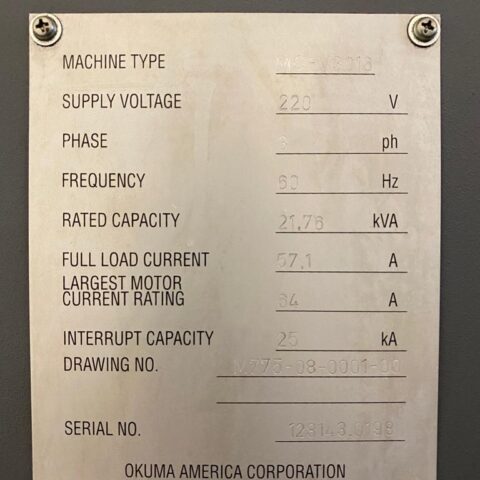 MACHINE TYPE
SUPPLY VOLTAGE 220 V
PHASE 3 ph
FREQUENCY 60 Hz
RATED CAPACITY 21.76 kVA
FULL LOAD CURRENT 57.1 A
LARGEST MOTOR
CURRENT RATING A
INTERRUPT CAPACITY 25 kA
DRAWING NO.
SERIAL NO.
OKUMA AMERICA CORPORATION